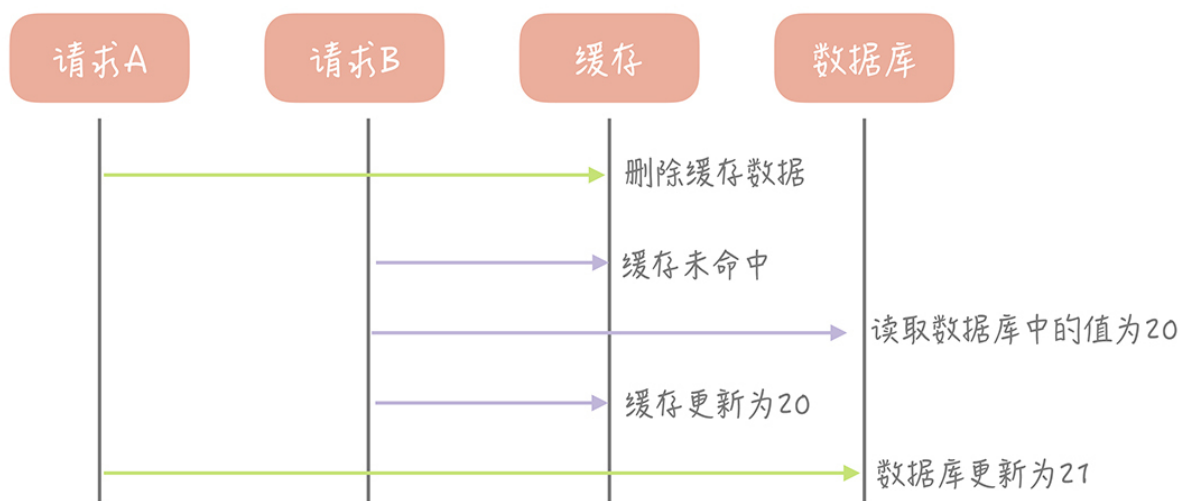 请求A
请求B
缓存
数据库
删除缓存数据
缓存未命中
读取数据库中的值为20
缓存更新为20
数据库更新为21